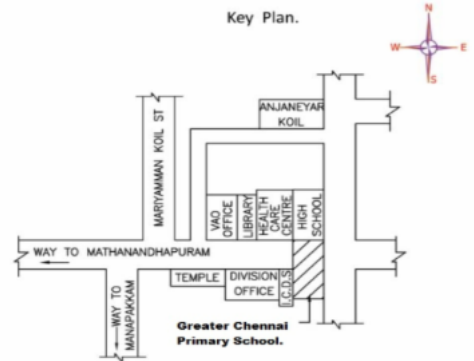 Key Plan.
N
W
E
S
ANJANEYAR
KOIL
MARIYAMMAN KOIL ST
VAO
OFFICE
LIBRARY
HEALTH
CARE
CENTRE
HIGH
SCHOOL
WAY TO MATHANANDHAPURAM
TEMPLE
DIVISION
OFFICE
I.C.D.S
WAY TO
MANAPAKKAM
Greater Chennai
Primary School.